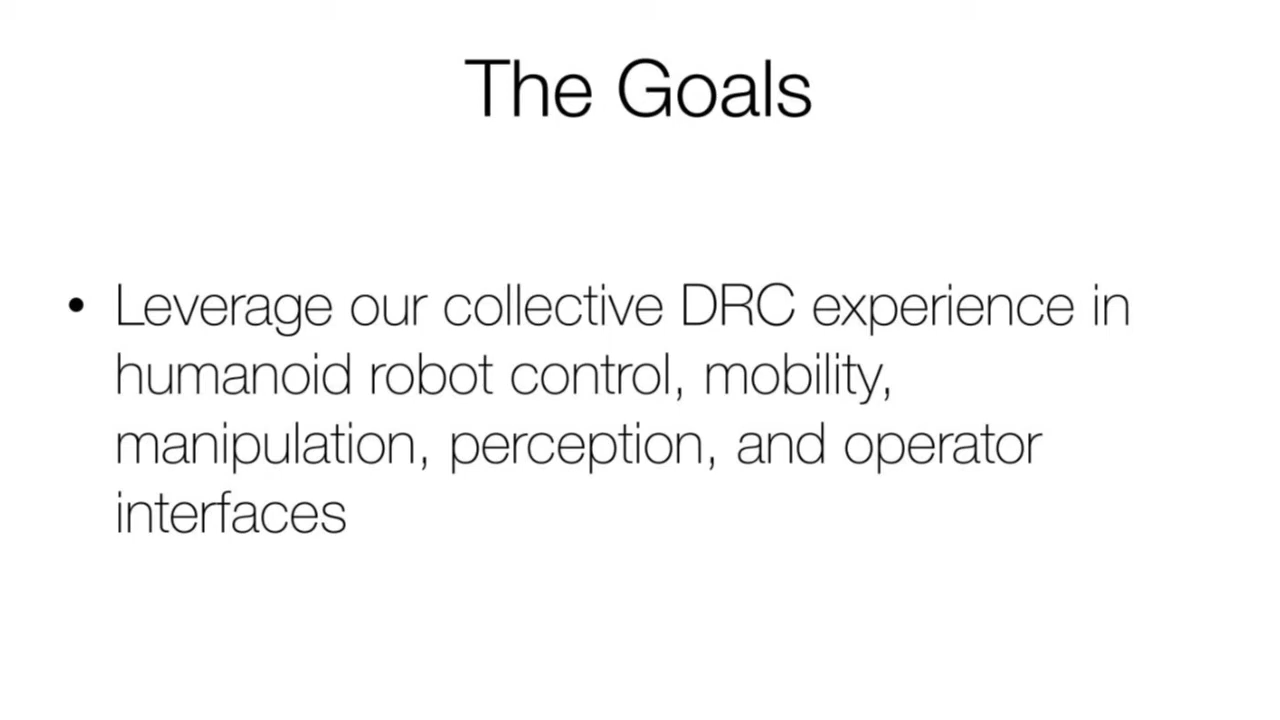 The Goals
• Leverage our collective DRC experience in
humanoid robot control, mobility,
manipulation, perception, and operator
interfaces